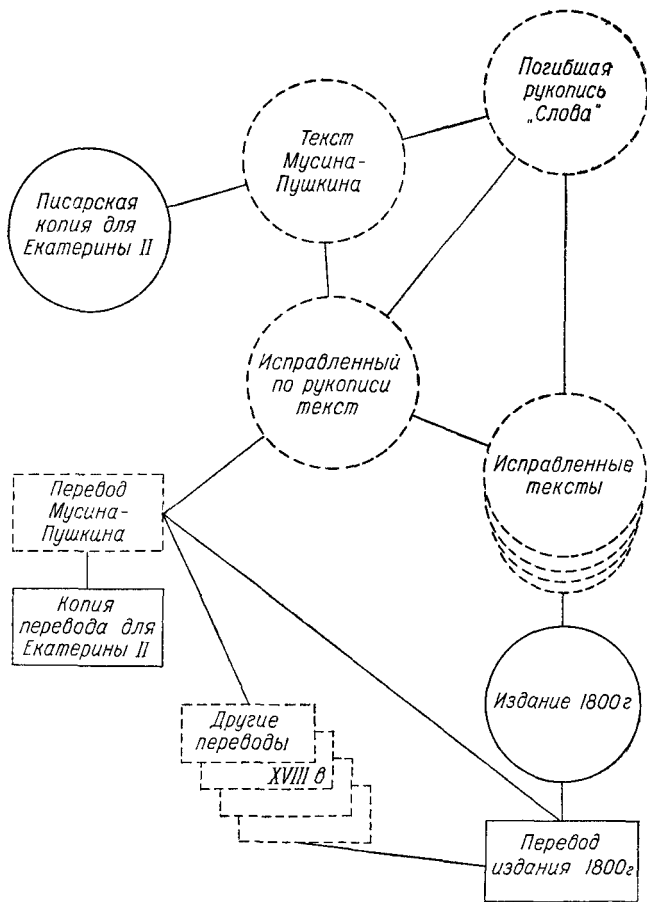 Погибшая
рукопись
„Слова"
Текст
Мусина-
Пушкина
Писарская
копия для
Екатерины II
Исправленный
по рукописи
текст
Исправленные
тексты
Перевод
Мусина-
Пушкина
Копия
перевода для
Екатерины II
Издание 1800г
Другие
переводы
XVIII в
Перевод
издания 1800г